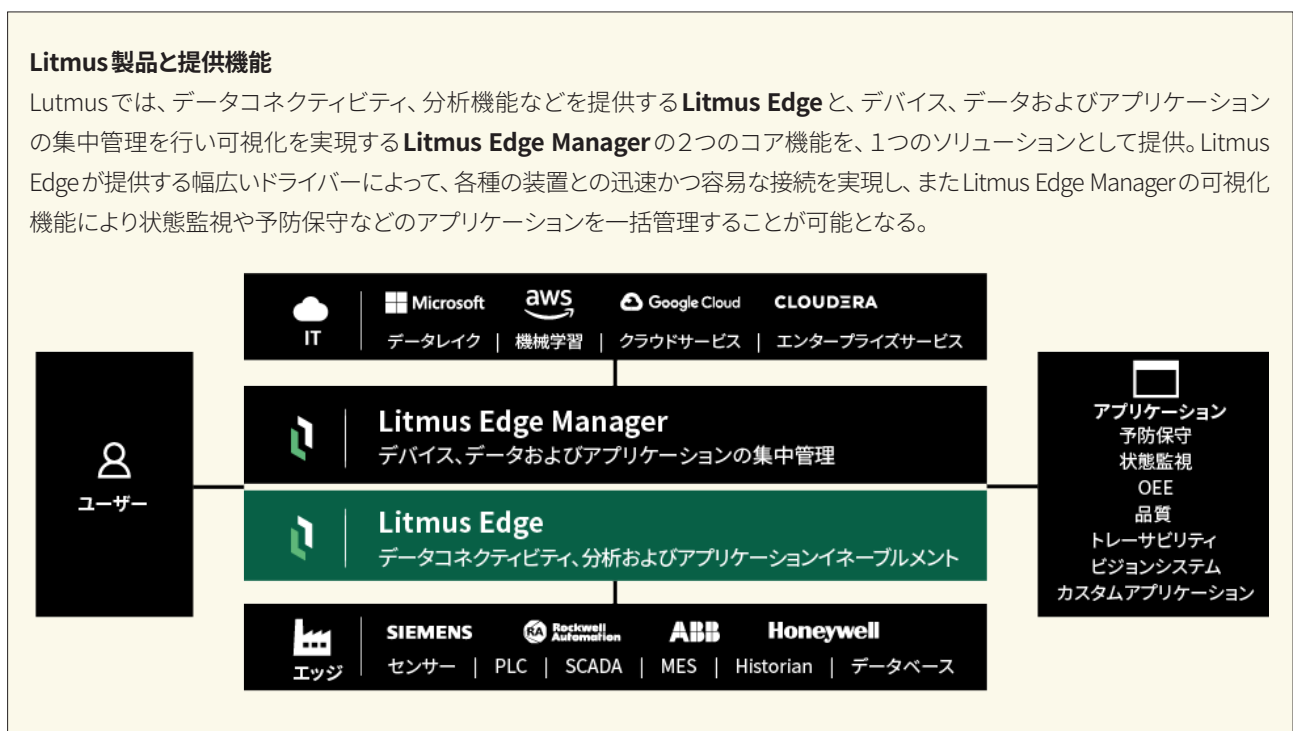 Litmus製品と提供機能
Lutmusでは、データコネクティビティ、分析機能などを提供するLitmus Edgeと、デバイス、データおよびアプリケーション
の集中管理を行い可視化を実現するLitmus Edge Managerの２つのコア機能を、１つのソリューションとして提供。Litmus
Edgeが提供する幅広いドライバーによって、各種の装置との迅速かつ容易な接続を実現し、またLitmus Edge Managerの可視化
機能により状態監視や予防保守などのアプリケーションを一括管理することが可能となる。
IT
Microsoft aws Google Cloud CLOUDERA
データレイク | 機械学習 | クラウドサービス | エンタープライズサービス
ユーザー
Litmus Edge Manager
デバイス、データおよびアプリケーションの集中管理
Litmus Edge
データコネクティビティ、分析およびアプリケーションイネーブルメント
エッジ
SIEMENS RA Rockwell Automation ABB Honeywell
センサー | PLC | SCADA | MES | Historian | データベース
アプリケーション
予防保守
状態監視
OEE
品質
トレーサビリティ
ビジョンシステム
カスタムアプリケーション